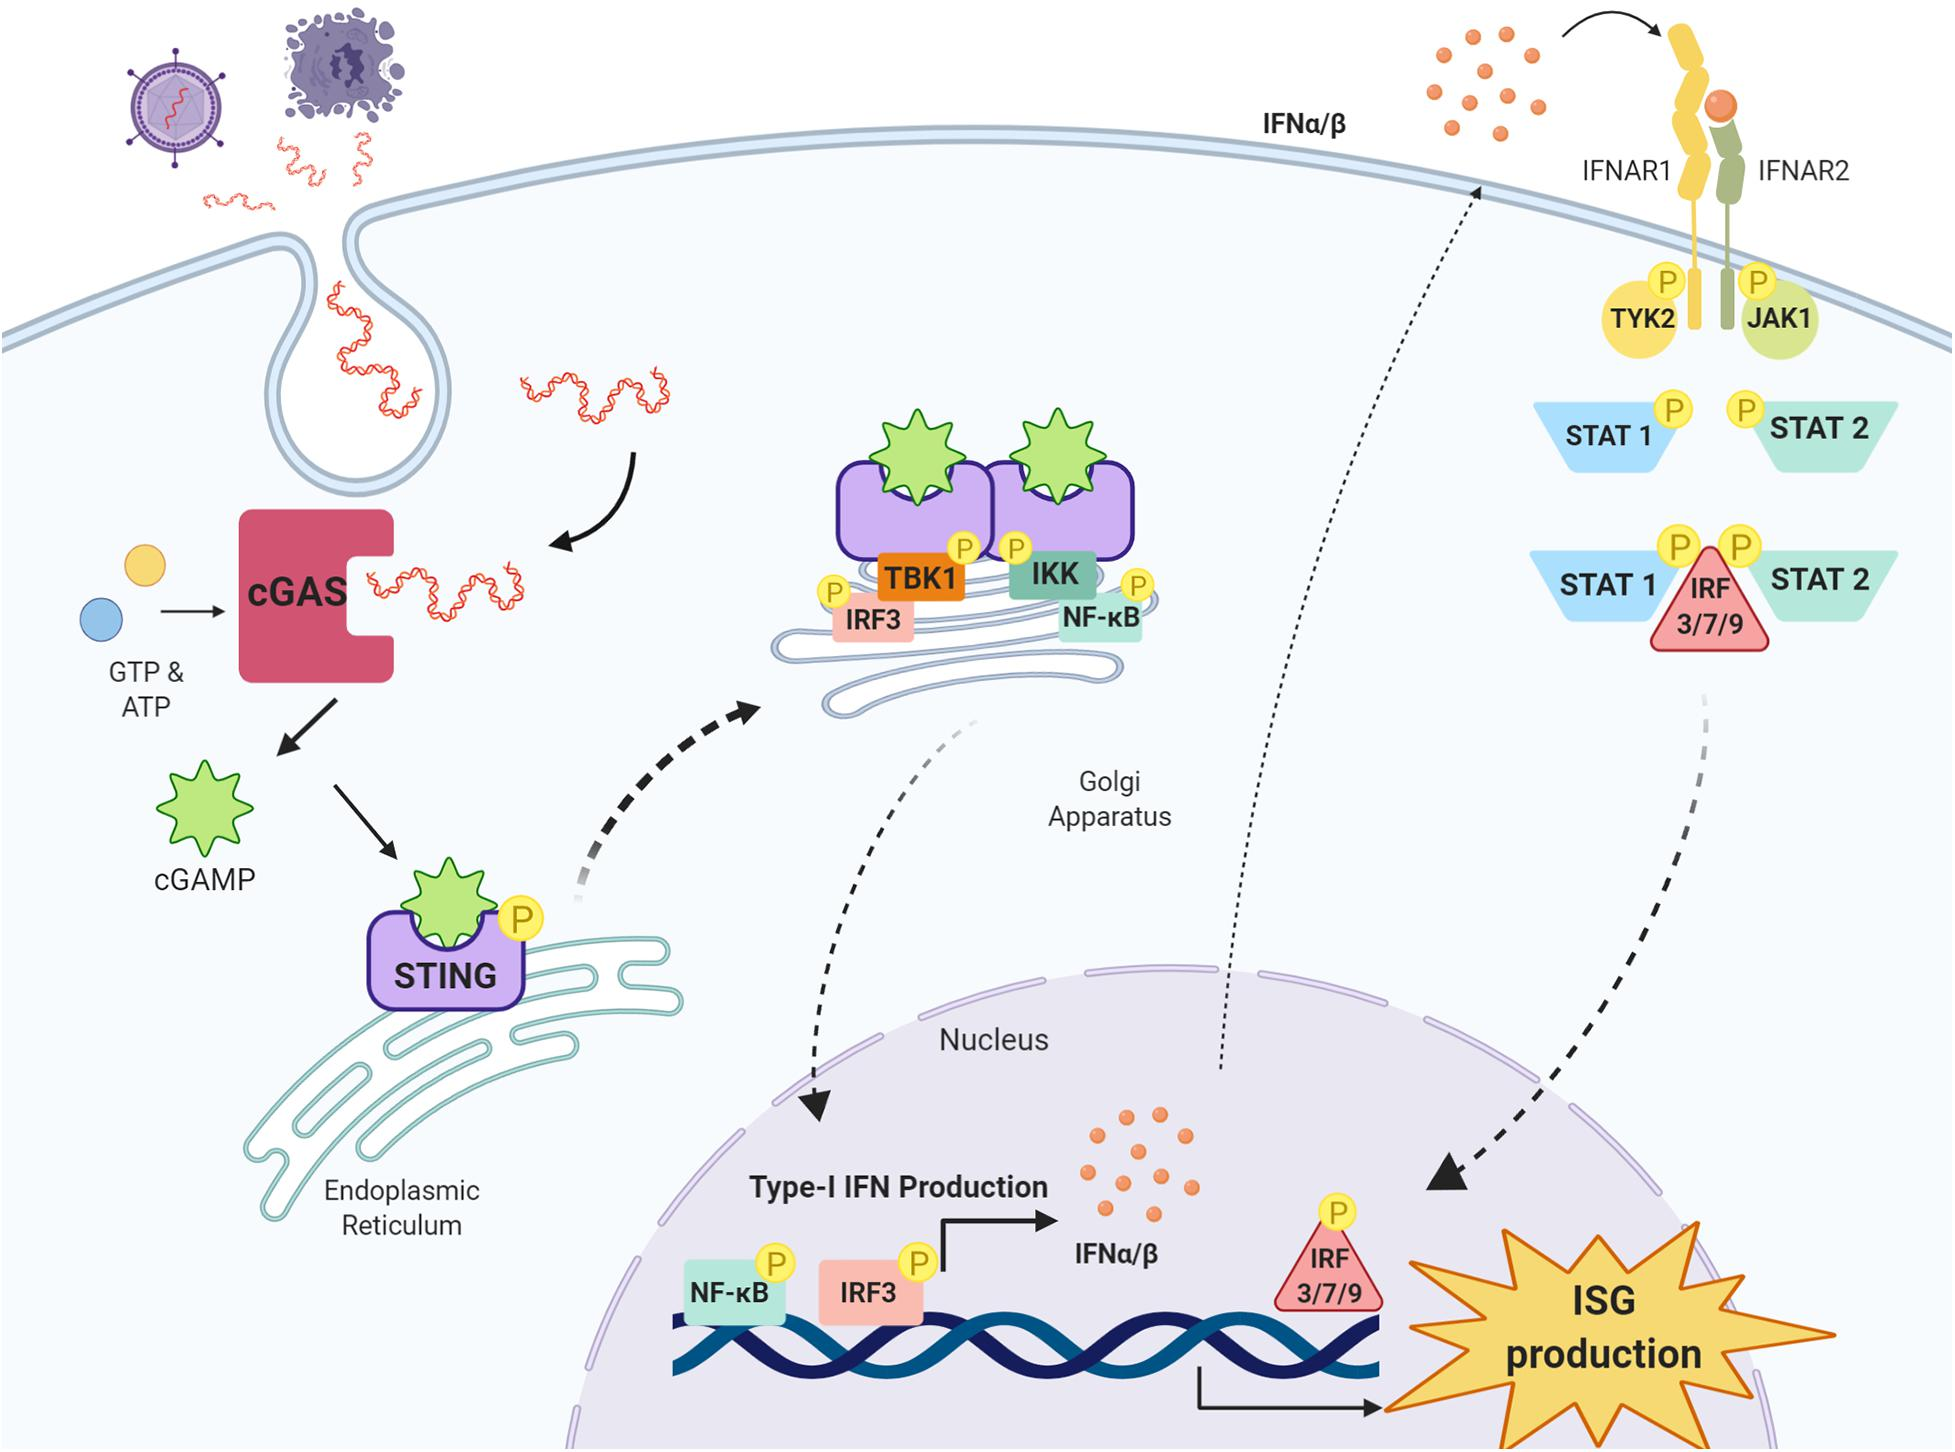 IFNα/β
IFNAR1
IFNAR2
P
P
TYK2
JAK1
P
P
STAT 1
STAT 2
P
P
STAT 1
IRF
3/7/9
STAT 2
cGAS
GTP &
ATP
cGAMP
P
STING
Endoplasmic
Reticulum
P
P
TBK1
IKK
P
P
IRF3
NF-κB
Golgi
Apparatus
Nucleus
Type-I IFN Production
IFNα/β
P
P
NF-κB
IRF3
P
IRF
3/7/9
ISG
production